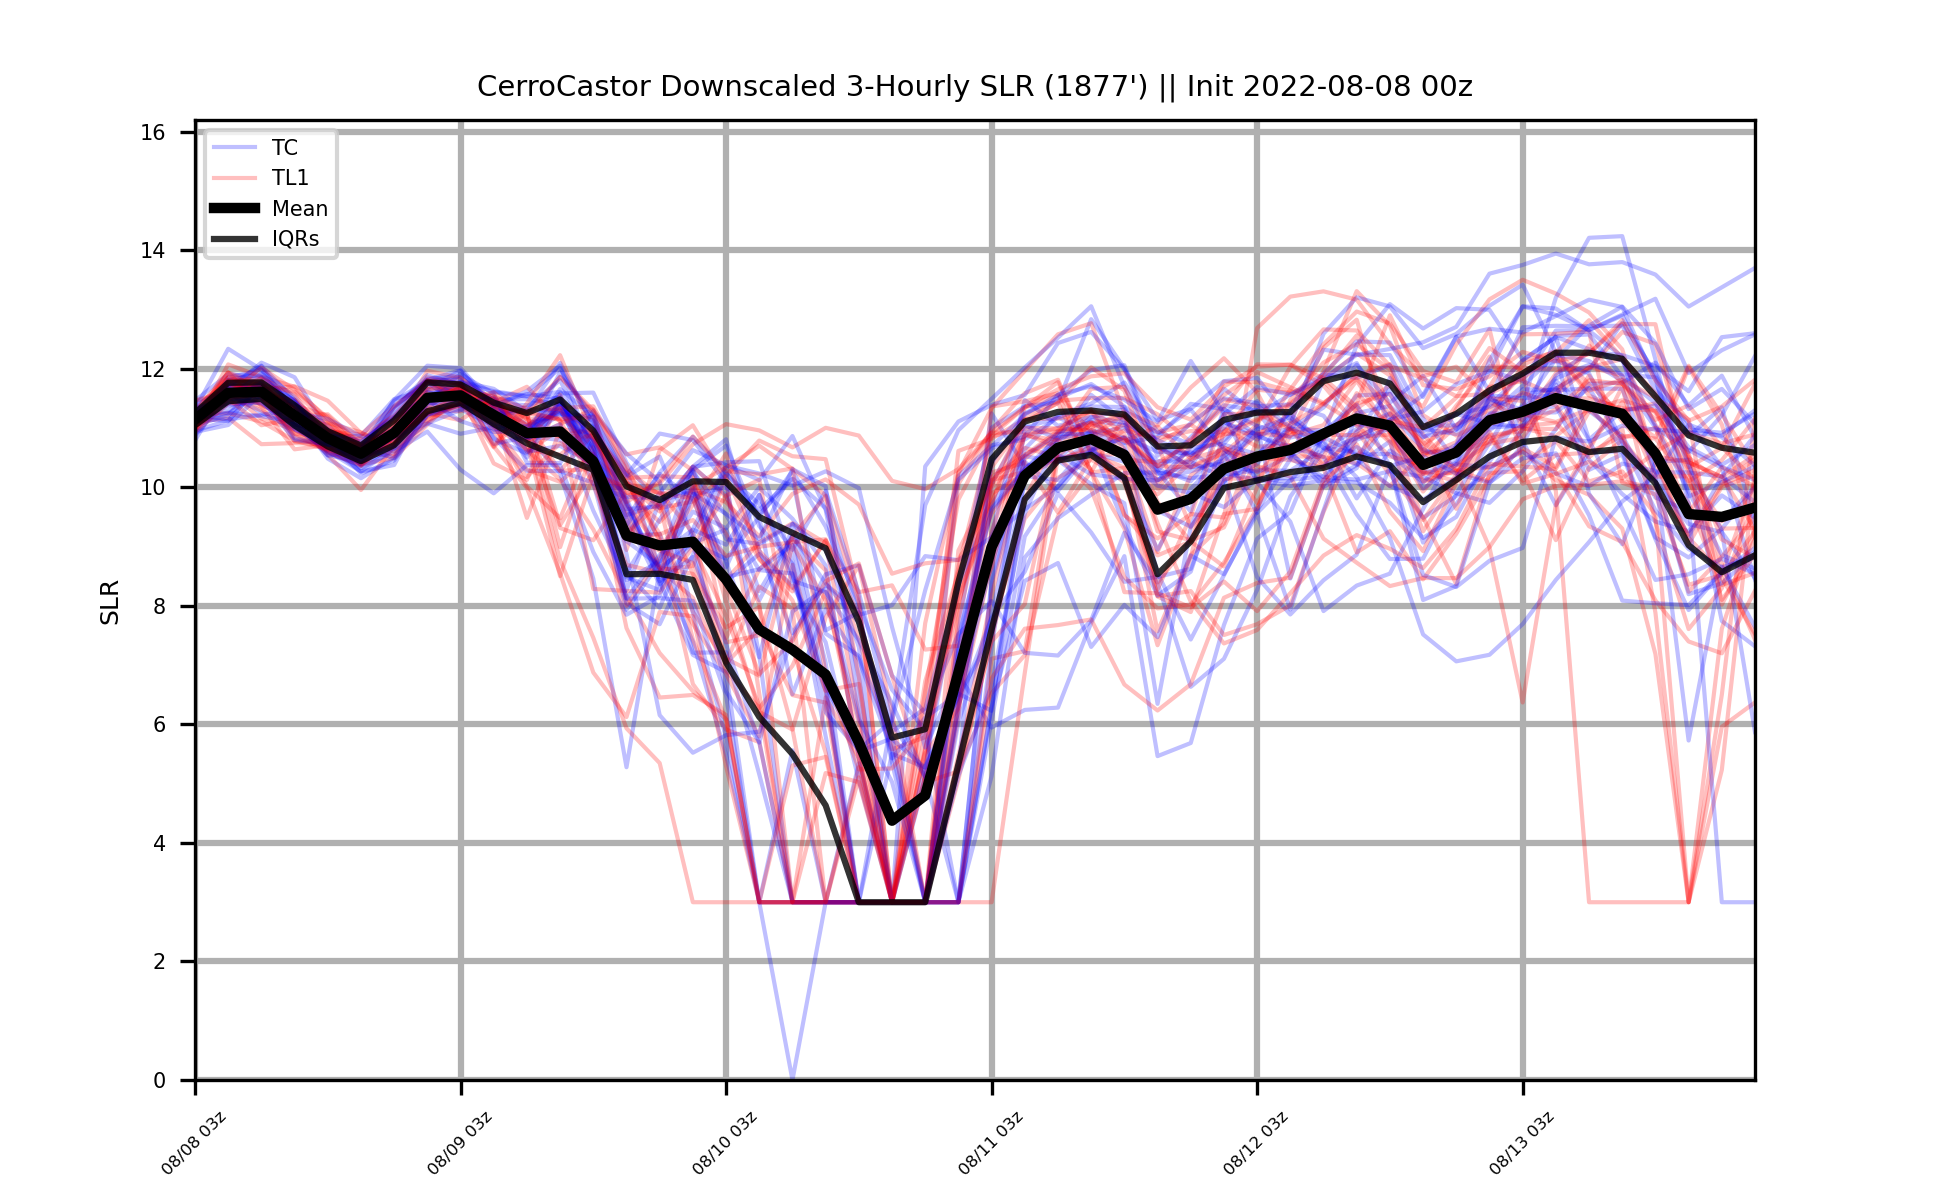 CerroCastor Downscaled 3-Hourly SLR (1877') || Init 2022-08-08 00z
16
14
12
10
8
6
4
2
0
SLR
TC
TL1
Mean
IQRs
08/08 03z
08/09 03z
08/10 03z
08/11 03z
08/12 03z
08/13 03z